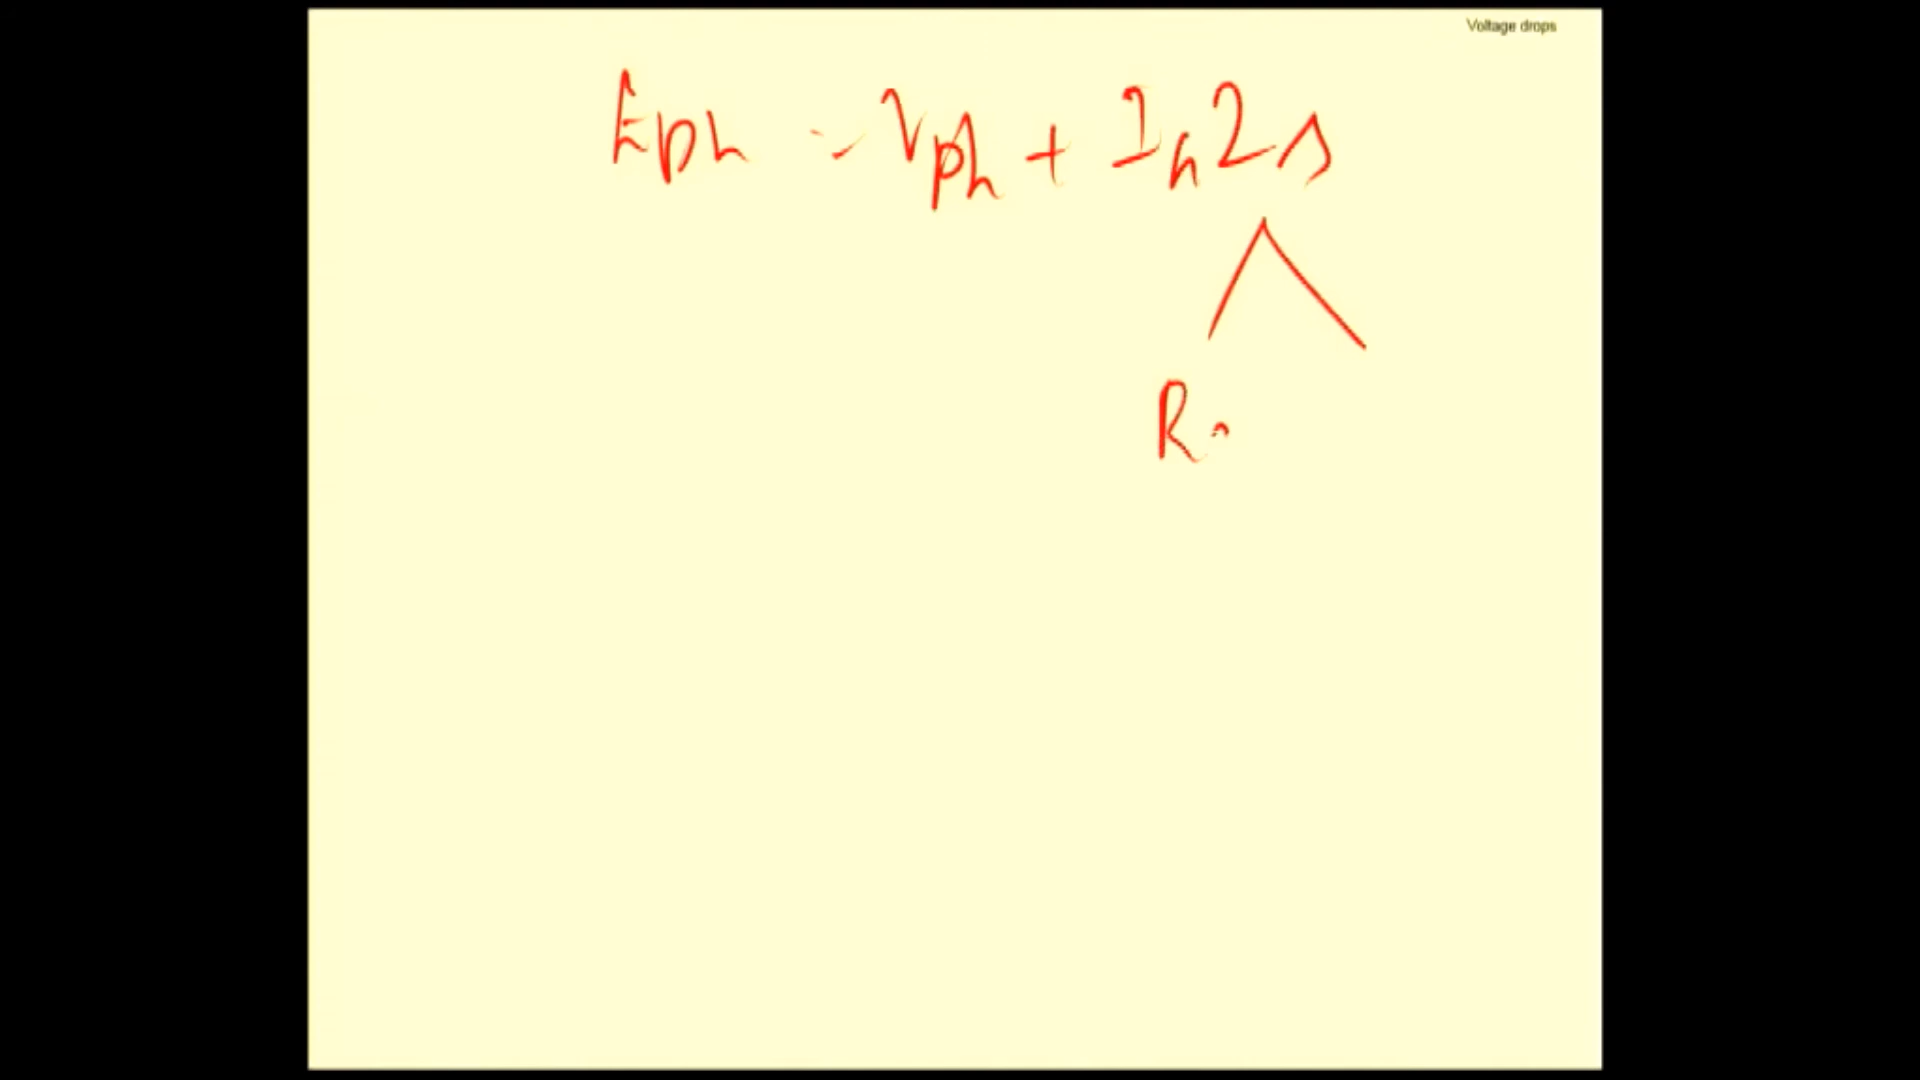 Voltage drops
Eph = Vph + Ia Zs
Ra